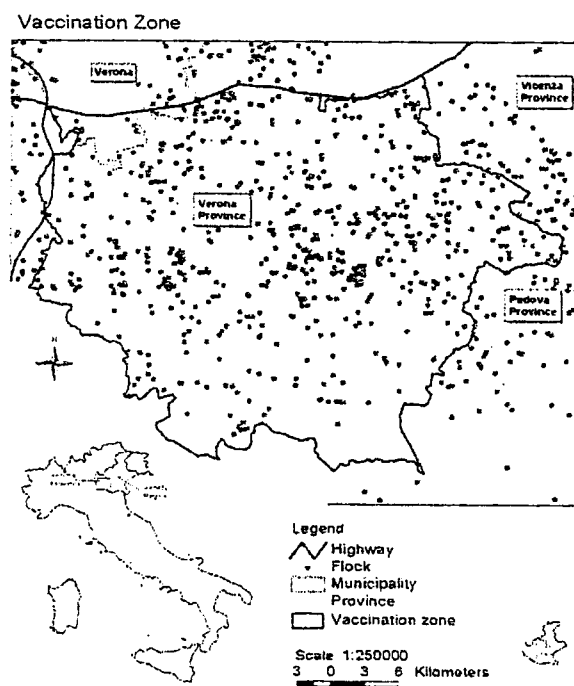 Vaccination Zone
Verona
Vicenza
Province
Verona
Province
Padova
Province
N
Legend
Highway
Flock
Municipality
Province
Vaccination zone
Scale 1:250000
3 0 3 6 Kilometers